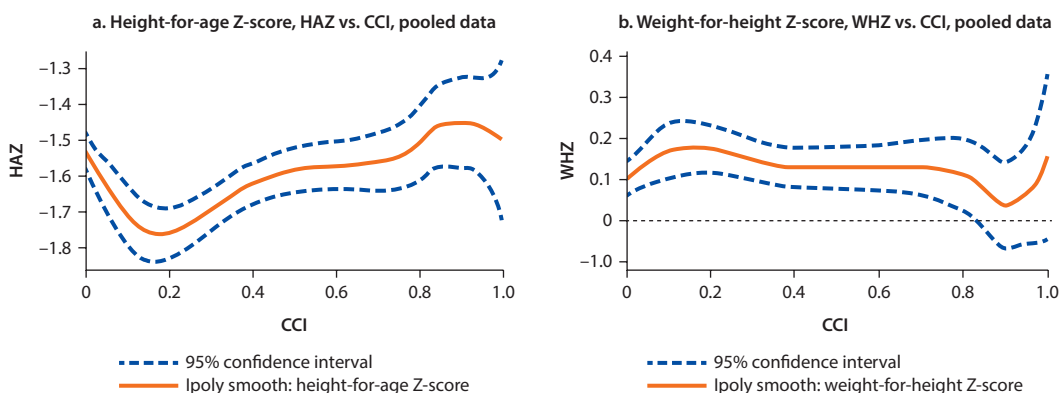 a. Height-for-age Z-score, HAZ vs. CCI, pooled data
–1.3
–1.4
–1.5
–1.6
–1.7
–1.8
HAZ
0
0.2
0.4
0.6
0.8
1.0
CCI
95% confidence interval
Ipoly smooth: height-for-age Z-score
b. Weight-for-height Z-score, WHZ vs. CCI, pooled data
0.4
0.3
0.2
0.1
0
–1.0
WHZ
0
0.2
0.4
0.6
0.8
1.0
CCI
95% confidence interval
Ipoly smooth: weight-for-height Z-score